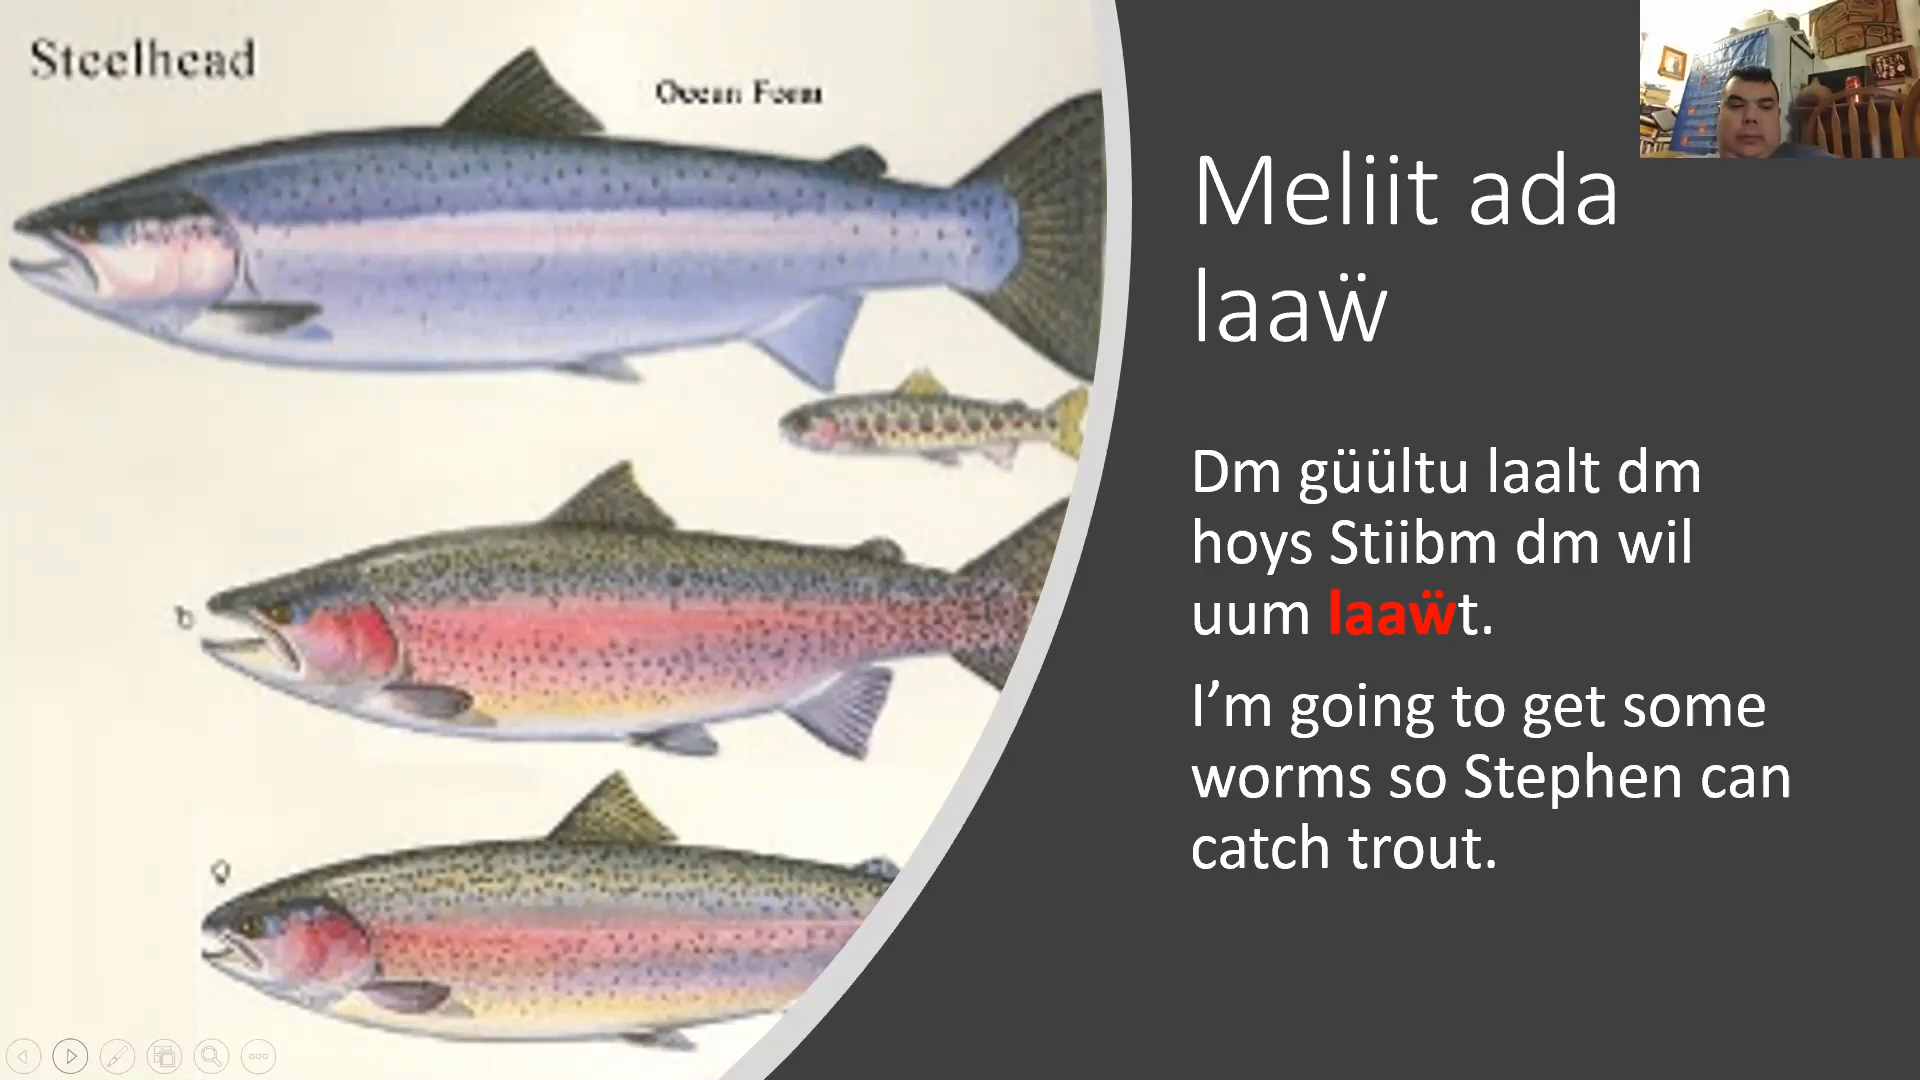 Steelhead
Ocean Form
Meliit ada
laaẅ
Dm güültu laalt dm
hoys Stiibm dm wil
uum laaẅt.
I’m going to get some
worms so Stephen can
catch trout.